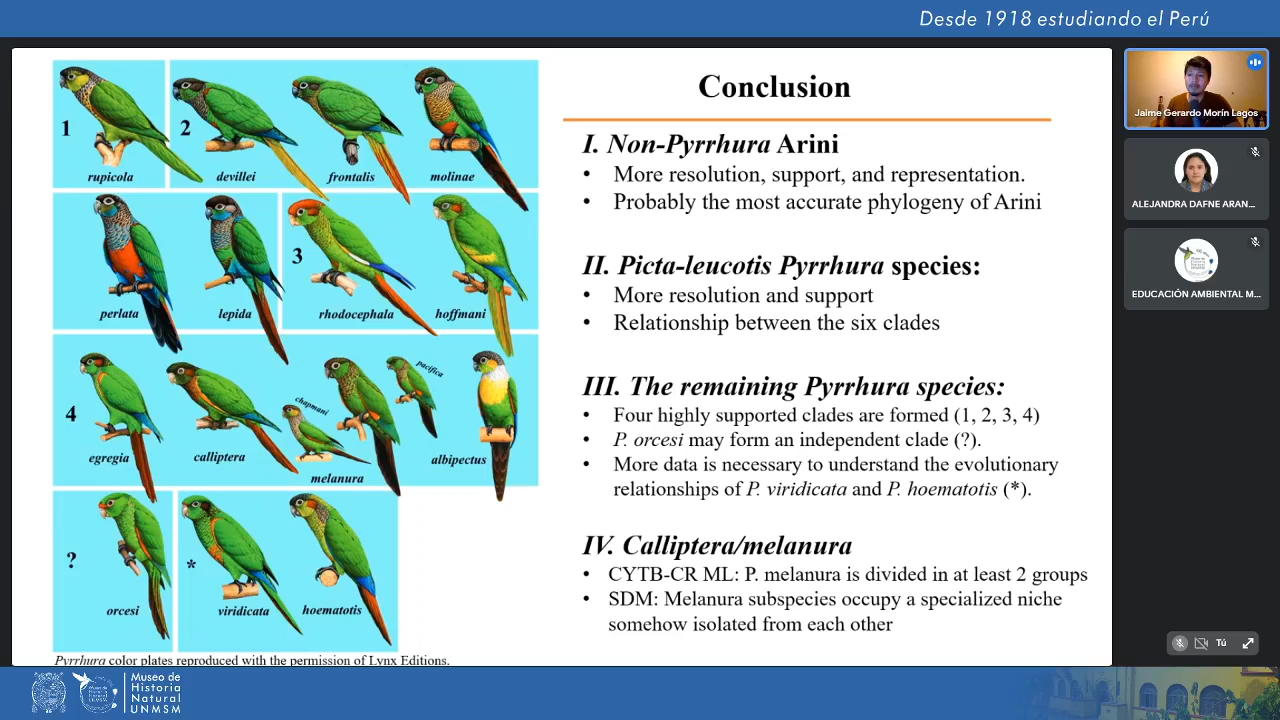 Desde 1918 estudiando el Perú
1
rupicola
2
devillei
frontalis
molinae
perlata
lepida
3
rhodocephala
hoffmani
4
egregia
calliptera
chapmani
melanura
pacifica
albipectus
?
orcesi
*
viridicata
hoematotis
Pyrrhura color plates reproduced with the permission of Lynx Editions.
Conclusion
I. Non-Pyrrhura Arini
• More resolution, support, and representation.
• Probably the most accurate phylogeny of Arini
II. Picta-leucotis Pyrrhura species:
• More resolution and support
• Relationship between the six clades
III. The remaining Pyrrhura species:
• Four highly supported clades are formed (1, 2, 3, 4)
• P. orcesi may form an independent clade (?).
• More data is necessary to understand the evolutionary
relationships of P. viridicata and P. hoematotis (*).
IV. Calliptera/melanura
• CYTB-CR ML: P. melanura is divided in at least 2 groups
• SDM: Melanura subspecies occupy a specialized niche
somehow isolated from each other
Jaime Gerardo Morín Lagos
ALEJANDRA DAFNE ARAN...
EDUCACIÓN AMBIENTAL M...
Tú
Museo de
Historia
Natural
UNMSM